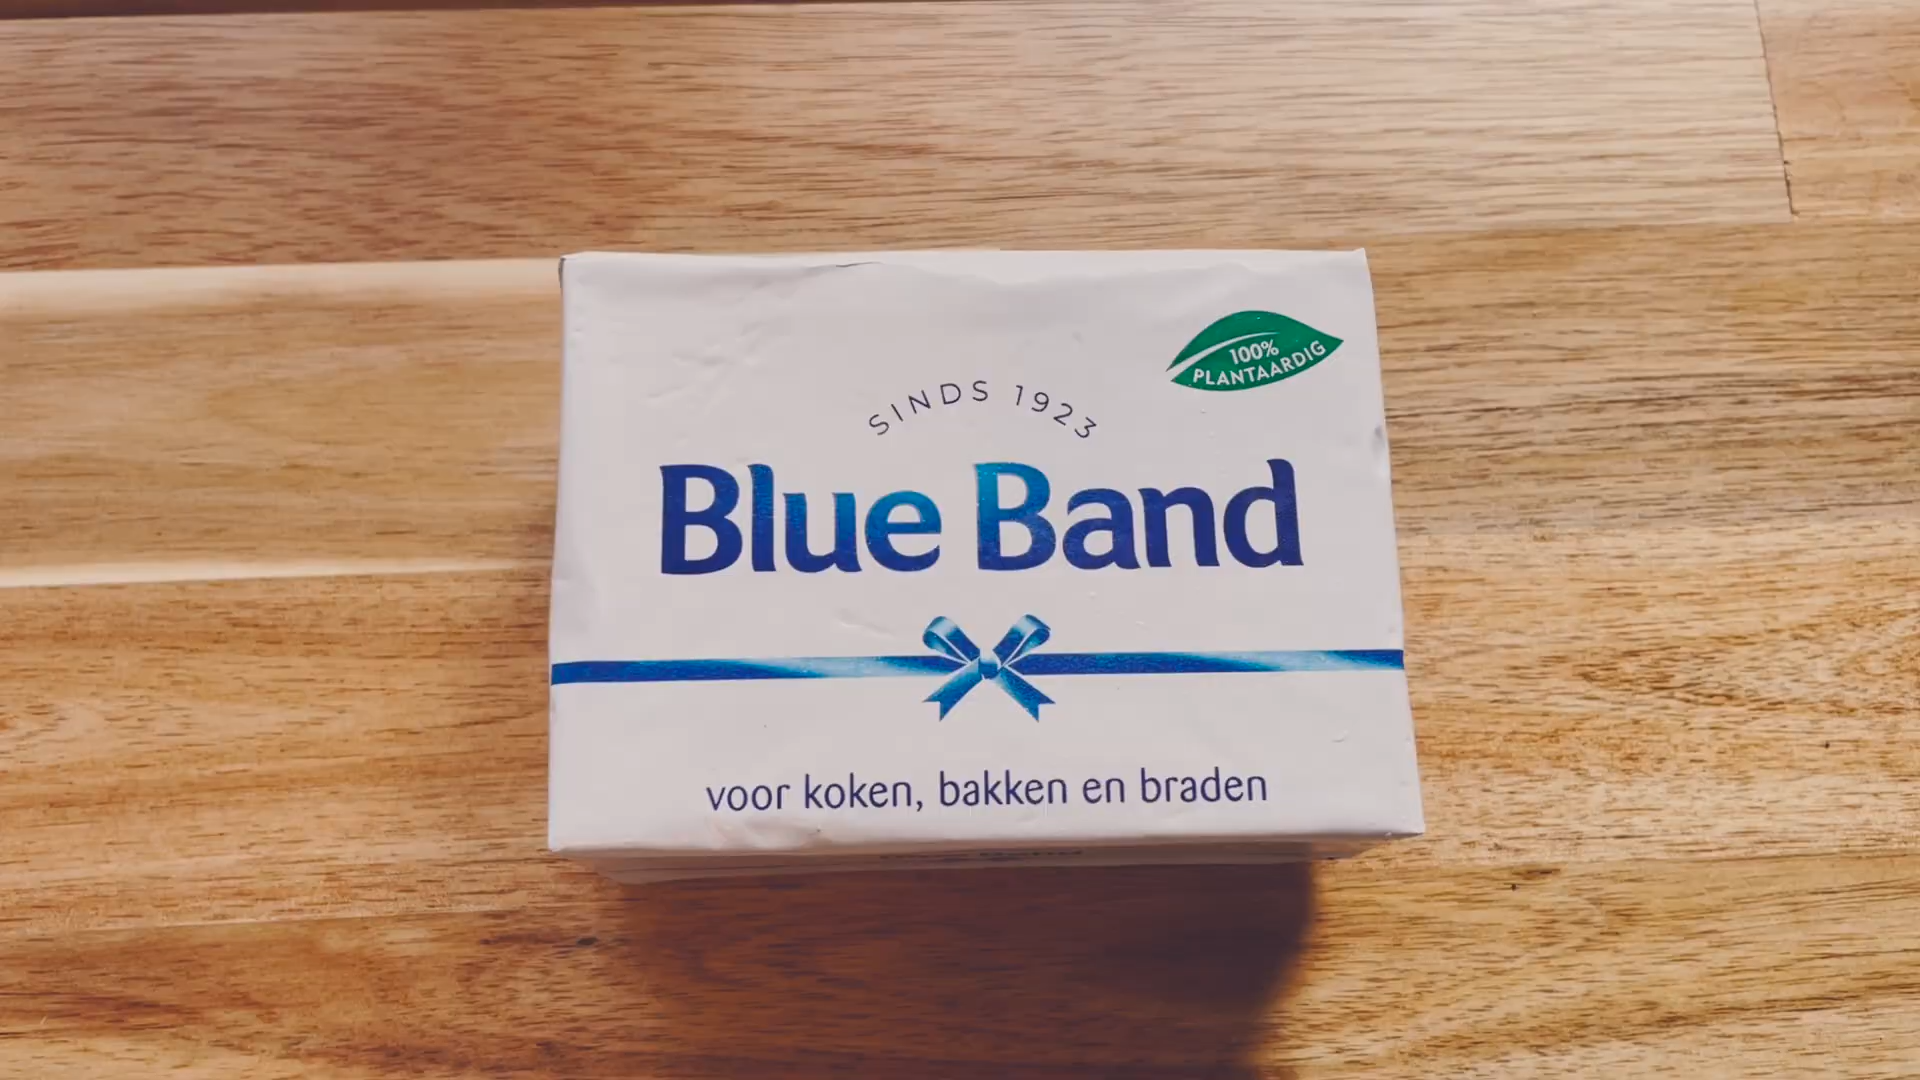 100%
PLANTAARDIG
SINDS 1923
Blue Band
voor koken, bakken en braden